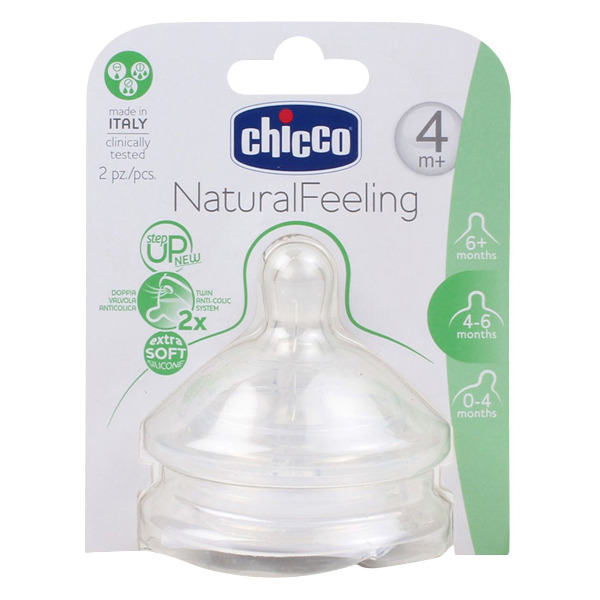 made in
ITALY
clinically
tested
2 pz./pcs.
chicco
4
m+
NaturalFeeling
step
UP
NEW
DOPPIA
VALVOLA
ANTICOLICA
TWIN
ANTI-COLIC
SYSTEM
2x
extra
SOFT
SILICONE
6+
months
4-6
months
0-4
months